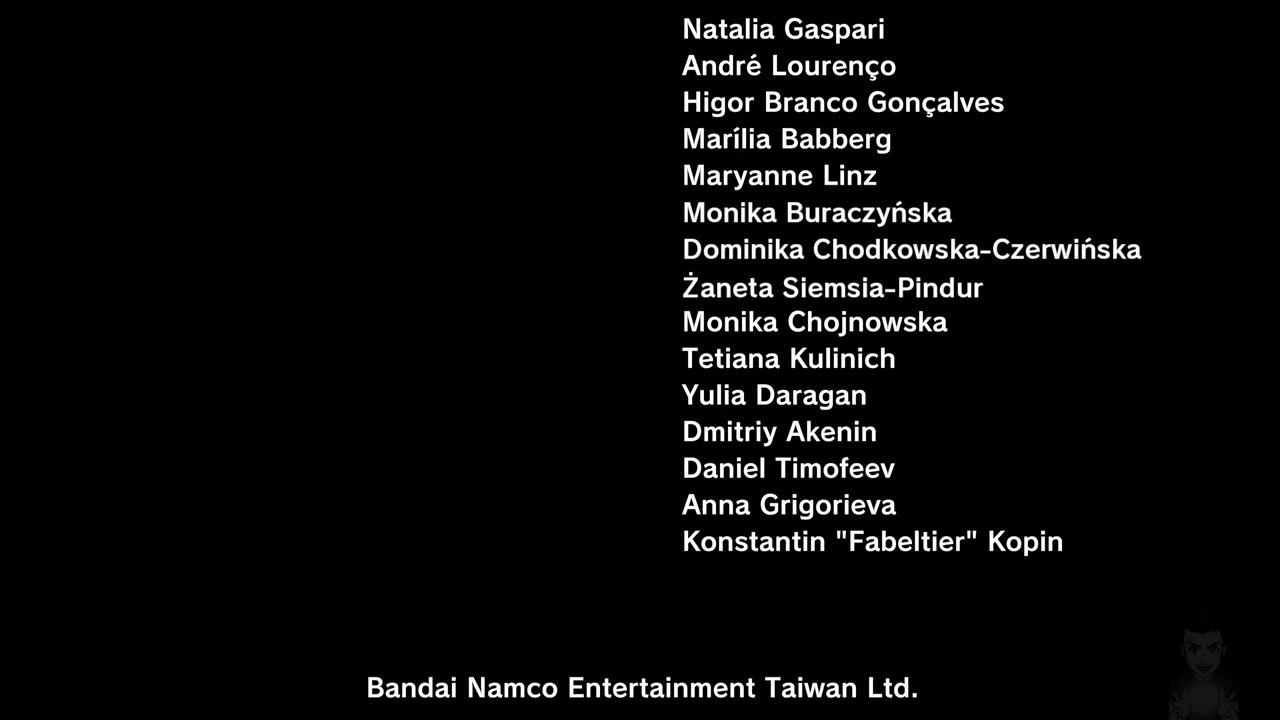 Natalia Gaspari
André Lourenço
Higor Branco Gonçalves
Marília Babberg
Maryanne Linz
Monika Buraczyńska
Dominika Chodkowska-Czerwińska
Żaneta Siemsia-Pindur
Monika Chojnowska
Tetiana Kulinich
Yulia Daragan
Dmitriy Akenin
Daniel Timofeev
Anna Grigorieva
Konstantin "Fabeltier" Kopin
Bandai Namco Entertainment Taiwan Ltd.